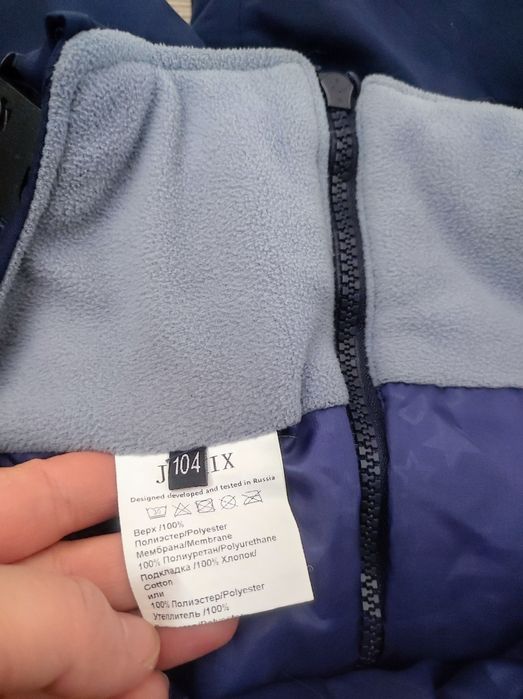 104
IX
Designed developed and tested in Russia
Верх /100%
Полиэстер/Polyester
Мембрана/Membrane
100% Полиуретан/Polyurethane
Подкладка /100% Хлопок/
Cotton
или
100% Полиэстер/Polyester
Утеплитель /100%